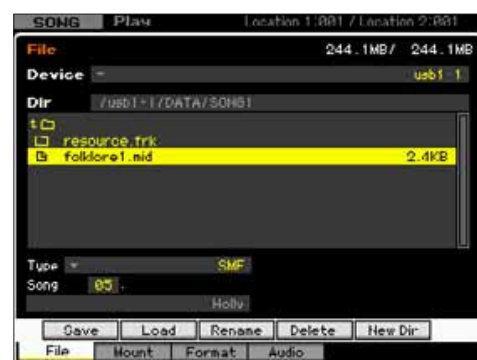 SONG Play Location 1:001 / Location 2:001
File 244.1MB/ 244.1MB
Device usb1-1
Dir /usb1-1/DATA/SONG1
resource.frk
folklore1.mid 2.4KB
Type SMF
Song 05 -
Holly
Save Load Rename Delete New Dir
File Mount Format Audio